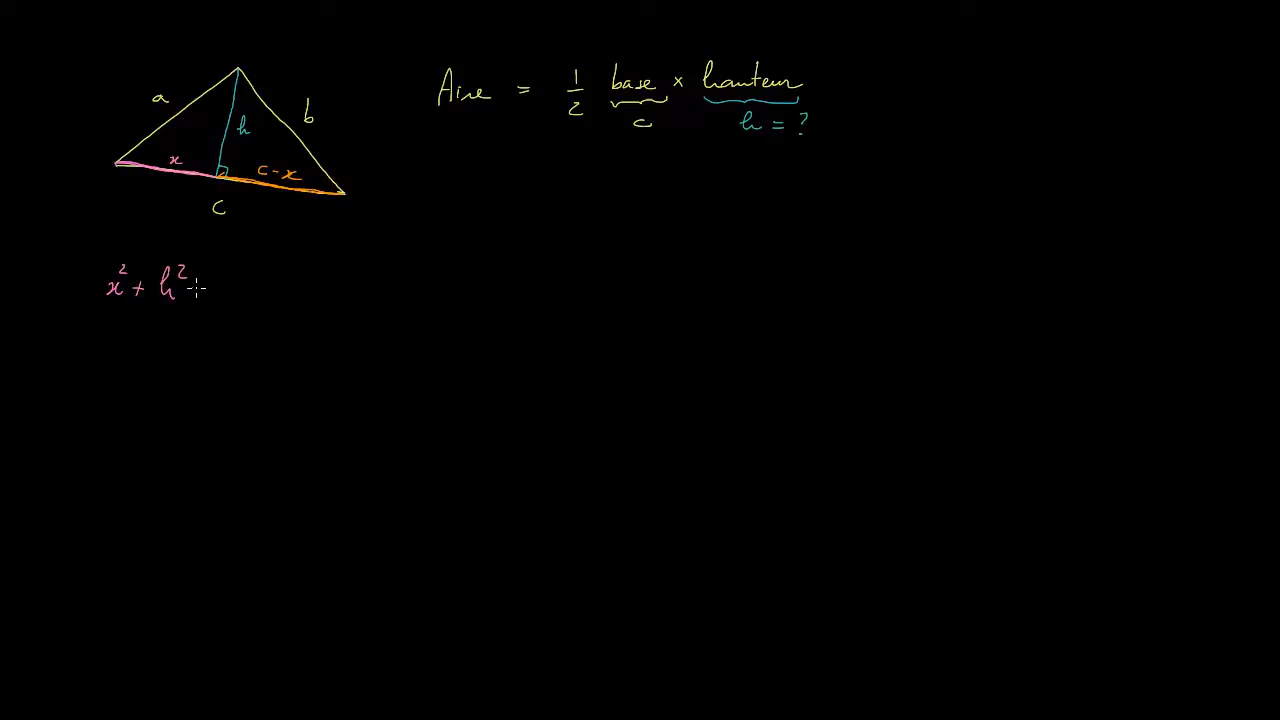 Aire = 1/2 base × hauteur
c h = ?
a b h
x c - x
c
x² + h²